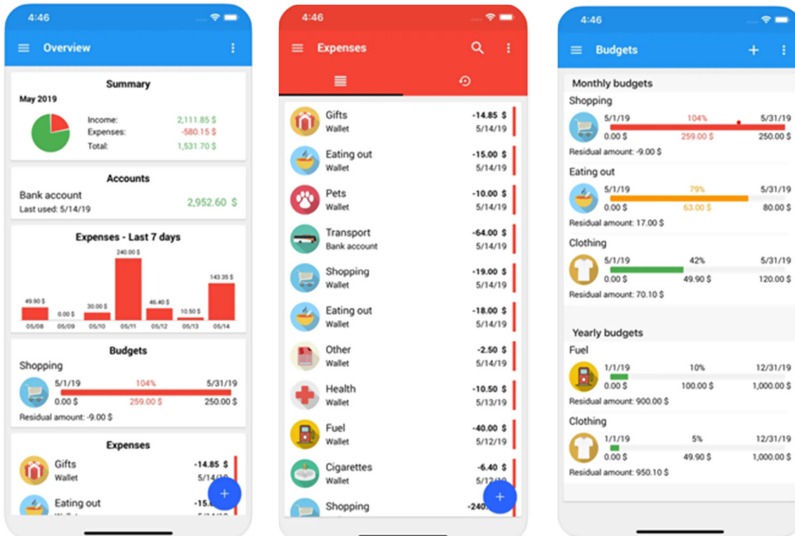 4:46
Overview
Summary
May 2019
Income: 2,111.85 $
Expenses: -580.15 $
Total: 1,531.70 $
Accounts
Bank account
Last used: 5/14/19
2,952.60 $
Expenses - Last 7 days
240.00 $
143.35 $
49.90 $
0.00 $
30.00 $
46.40 $
10.50 $
05/08 05/09 05/10 05/11 05/12 05/13 05/14
Budgets
Shopping
5/1/19 104% 5/31/19
0.00 $ 259.00 $ 250.00 $
Residual amount: -9.00 $
Expenses
Gifts -14.85 $
Wallet 5/14/
Eating out -15.
+
4:46
Expenses
Gifts -14.85 $
Wallet 5/14/19
Eating out -15.00 $
Wallet 5/14/19
Pets -10.00 $
Wallet 5/14/19
Transport -64.00 $
Bank account 5/14/19
Shopping -19.00 $
Wallet 5/14/19
Eating out -18.00 $
Wallet 5/14/19
Other -2.50 $
Wallet 5/14/19
Health -10.50 $
Wallet 5/13/19
Fuel -40.00 $
Wallet 5/12/19
Cigarettes -6.40 $
Wallet 5/12/
Shopping -240.
+
4:46
Budgets
+
Monthly budgets
Shopping
5/1/19 104% 5/31/19
0.00 $ 259.00 $ 250.00 $
Residual amount: -9.00 $
Eating out
5/1/19 79% 5/31/19
0.00 $ 63.00 $ 80.00 $
Residual amount: 17.00 $
Clothing
5/1/19 42% 5/31/19
0.00 $ 49.90 $ 120.00 $
Residual amount: 70.10 $
Yearly budgets
Fuel
1/1/19 10% 12/31/19
0.00 $ 100.00 $ 1,000.00 $
Residual amount: 900.00 $
Clothing
1/1/19 5% 12/31/19
0.00 $ 49.90 $ 1,000.00 $
Residual amount: 950.10 $